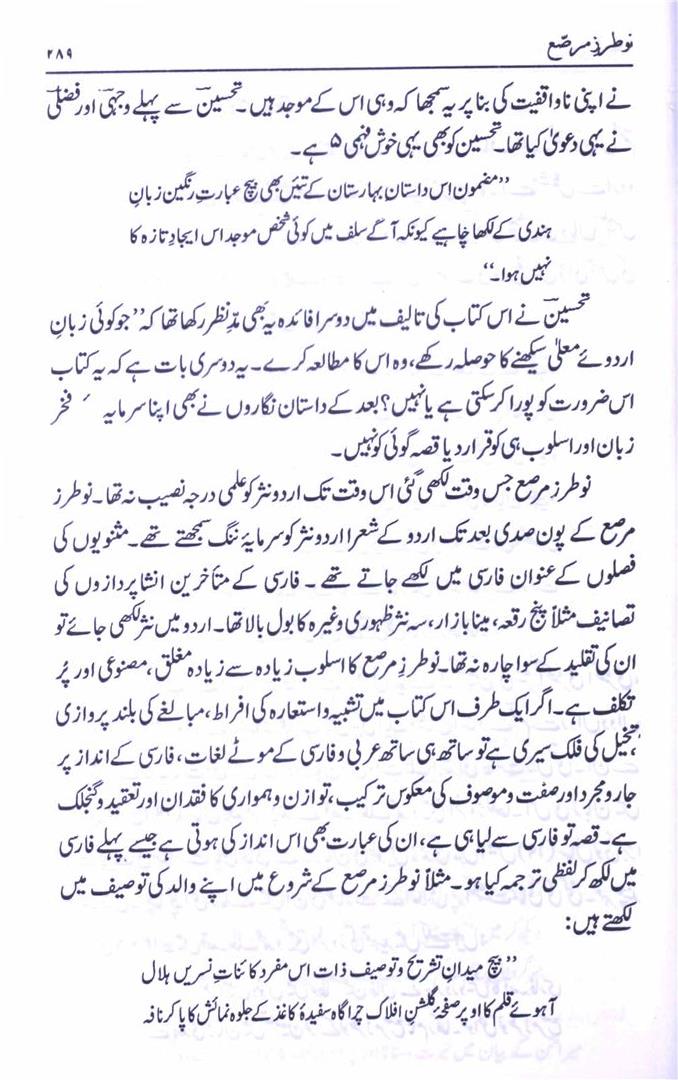 نوطرزِ مرصّع
۲۸۹
نے اپنی ناواقفیت کی بنا پر یہ سمجھا کہ وہی اس کے موجد ہیں۔ تحسینؔ سے پہلے وجہیؔ اور فضلیؔ
نے یہی دعویٰ کیا تھا۔ تحسین کو بھی یہی خوش فہمی ۵ ہے۔
”مضمون اس داستانِ بہارستان کے تئیں بھی بیچ عبارتِ رنگین زبانِ
ہندی کے لکھا چاہیے کیونکہ آگے سلف میں کوئی شخص موجد اس ایجادِ تازہ کا
نہیں ہوا۔“
تحسینؔ نے اس کتاب کی تالیف میں دوسرا فائدہ یہ بھی مدِّ نظر رکھا تھا کہ ”جو کوئی زبانِ
اردوئے معلیٰ سیکھنے کا حوصلہ رکھے، وہ اس کا مطالعہ کرے۔ یہ دوسری بات ہے کہ یہ کتاب
اس ضرورت کو پورا کر سکتی ہے یا نہیں؟ بعد کے داستان نگاروں نے بھی اپنا سرمایہ ٔ فخر
زبان اور اسلوب ہی کو قرار دیا قصہ گوئی کو نہیں۔
نوطرز مرصع جس وقت لکھی گئی اس وقت تک اردو نثر کو علمی درجہ نصیب نہ تھا۔ نوطرز
مرصع کے پون صدی بعد تک اردو کے شعرا اردو نثر کو سرمایۂ ننگ سمجھتے تھے۔ مثنویوں کی
فصلوں کے عنوان فارسی میں لکھے جاتے تھے ۔ فارسی کے متأخرین انشا پردازوں کی
تصانیف مثلاً پنج رقعہ، مینا بازار، سہ نثر ظہوری وغیرہ کا بول بالا تھا۔ اردو میں نثر لکھی جائے تو
ان کی تقلید کے سوا چارہ نہ تھا۔ نوطرزِ مرصع کا اسلوب زیادہ سے زیادہ مغلق، مصنوعی اور پُر
تکلف ہے۔ اگر ایک طرف اس کتاب میں تشبیہ و استعارہ کی افراط، مبالغے کی بلند پروازی
،تخیل کی فلک سیری ہے تو ساتھ ہی ساتھ عربی و فارسی کے موٹے لغات، فارسی کے انداز پر
جار و مجرد اور صفت و موصوف کی معکوس ترکیب، توازن و ہمواری کا فقدان اور تعقید و گنجلک
ہے۔ قصہ تو فارسی سے لیا ہی ہے، ان کی عبارت بھی اس انداز کی ہوتی ہے جیسے پہلے فارسی
میں لکھ کر لفظی ترجمہ کیا ہو۔ مثلاً نوطرز مرصع کے شروع میں اپنے والد کی توصیف میں
لکھتے ہیں:
”بیچ میدانِ تشریح و توصیف ذات اس مفرد کائناتِ نسریں ہلال
آہوئے قلم کا اوپر صفحۂ گلشنِ افلاک چراگاہ سفیدۂ کاغذ کے جلوہ نمائش کا پا کر نافہ